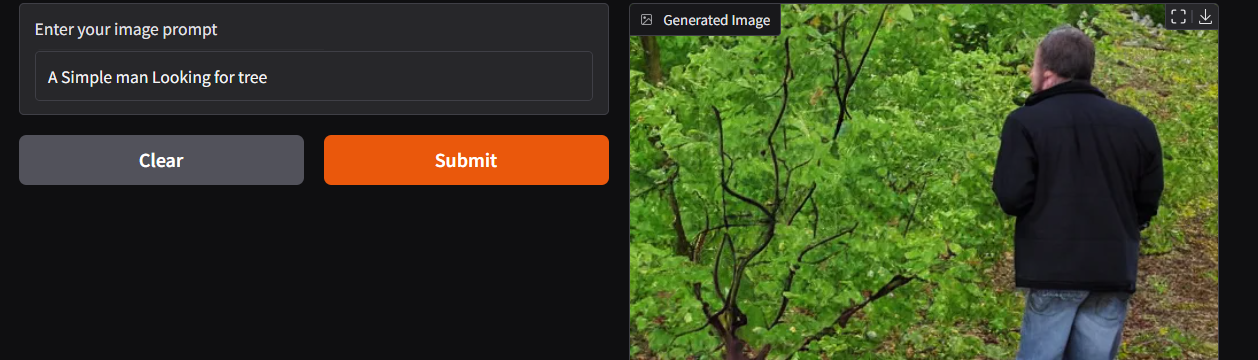 Enter your image prompt
A Simple man Looking for tree
Clear
Submit
Generated Image